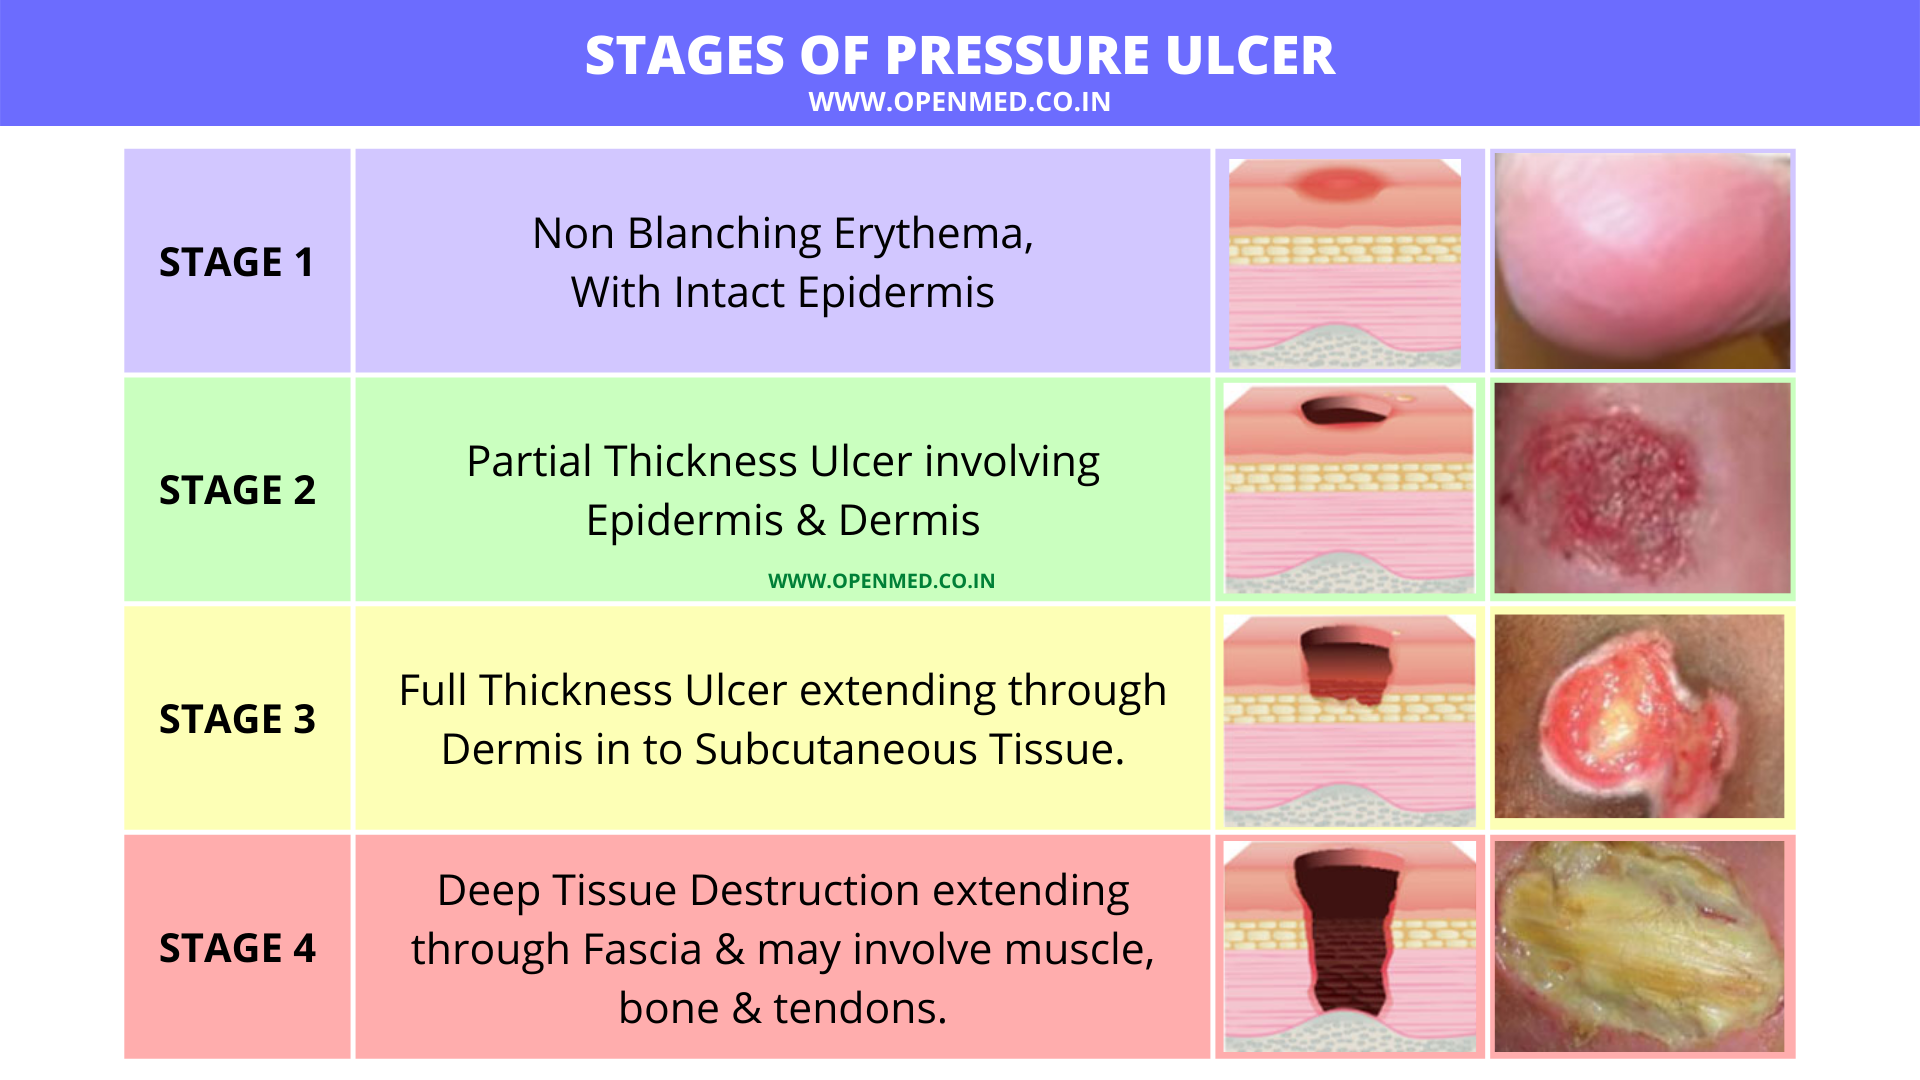 STAGES OF PRESSURE ULCER
WWW.OPENMED.CO.IN
STAGE 1
Non Blanching Erythema,
With Intact Epidermis
STAGE 2
Partial Thickness Ulcer involving
Epidermis & Dermis
WWW.OPENMED.CO.IN
STAGE 3
Full Thickness Ulcer extending through
Dermis in to Subcutaneous Tissue.
STAGE 4
Deep Tissue Destruction extending
through Fascia & may involve muscle,
bone & tendons.